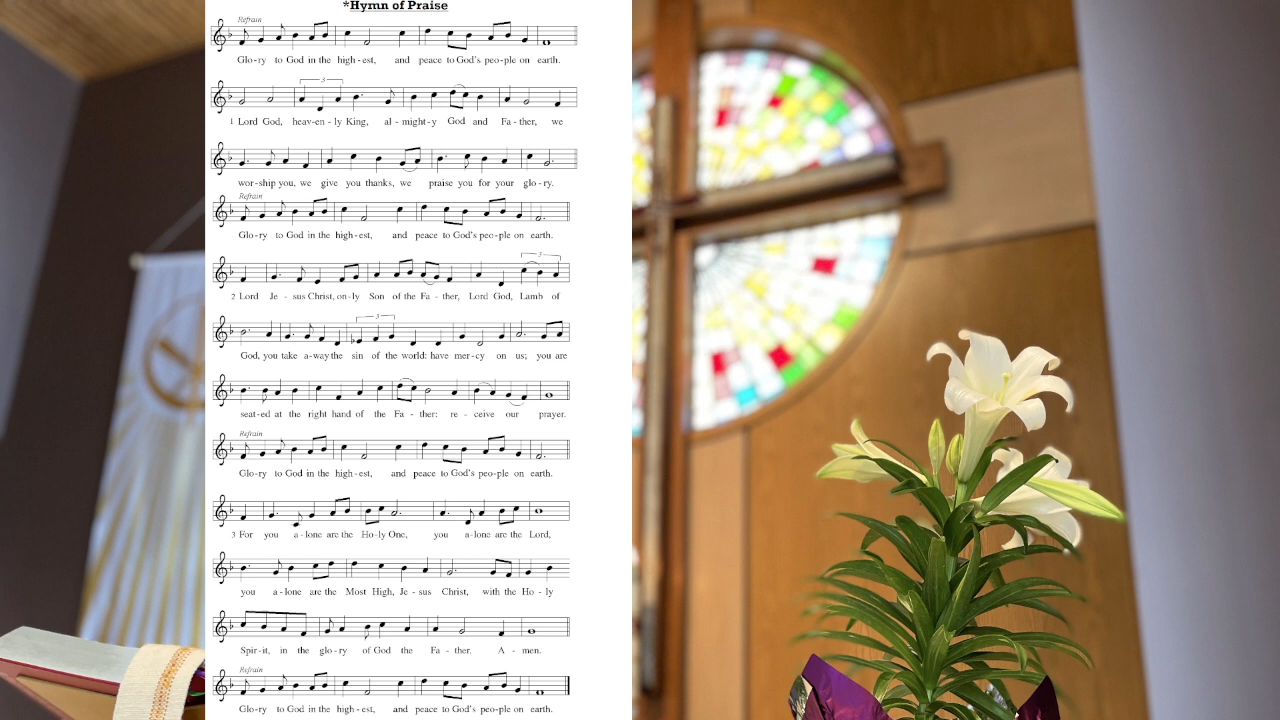 *Hymn of Praise
Refrain
Glo-ry to God in the high-est, and peace to God's peo-ple on earth.
3
1 Lord God, heav-en-ly King, al-might-y God and Fa-ther, we
wor-ship you, we give you thanks, we praise you for your glo-ry.
Refrain
Glo-ry to God in the high-est, and peace to God's peo-ple on earth.
3
2 Lord Je-sus Christ, on-ly Son of the Fa-ther, Lord God, Lamb of
3
God, you take a-way the sin of the world: have mer-cy on us; you are
seat-ed at the right hand of the Fa-ther: re-ceive our prayer.
Refrain
Glo-ry to God in the high-est, and peace to God's peo-ple on earth.
3 For you a-lone are the Ho-ly One, you a-lone are the Lord,
you a-lone are the Most High, Je-sus Christ, with the Ho-ly
Spir-it, in the glo-ry of God the Fa-ther. A-men.
Refrain
Glo-ry to God in the high-est, and peace to God's peo-ple on earth.